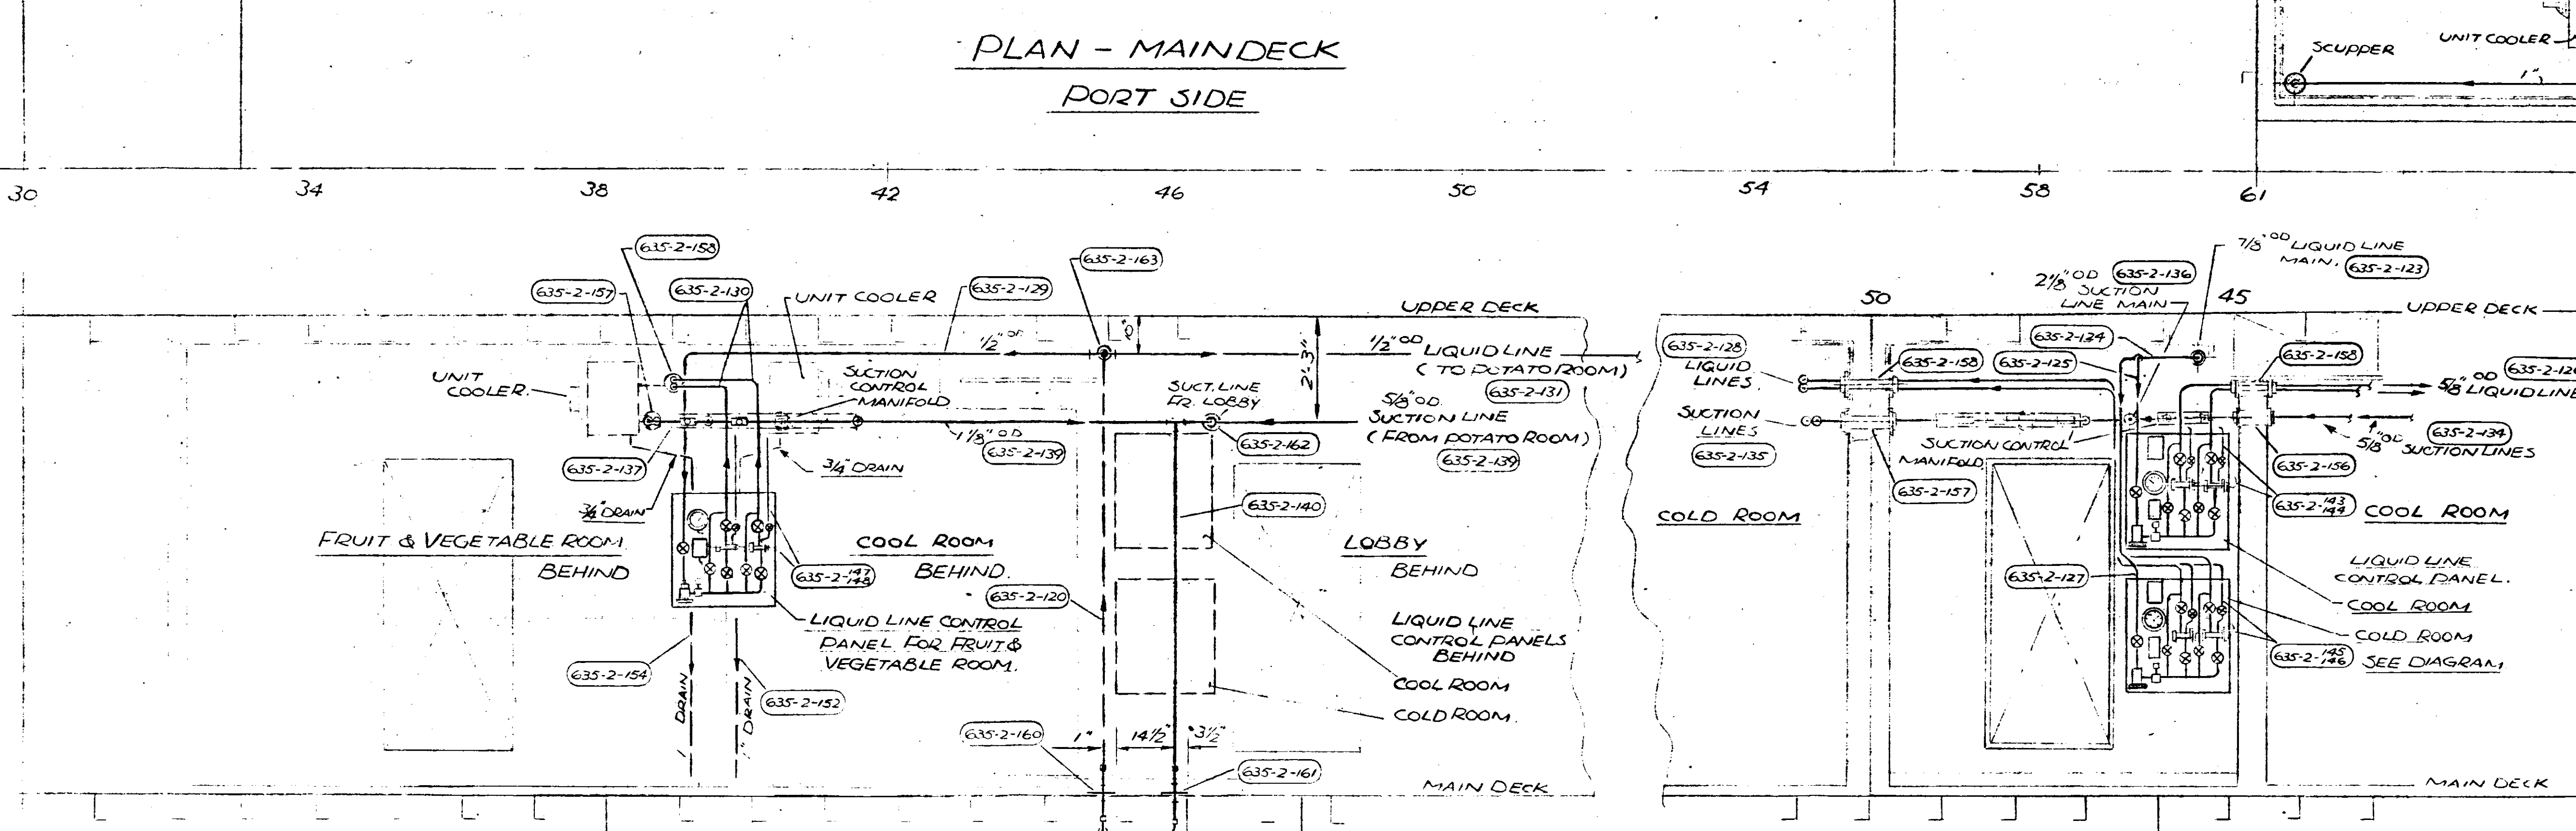 PLAN - MAINDECK
PORT SIDE
SCUPPER
UNIT COOLER
1"
30 34 38 42 46 50 54 58 61
635-2-158
635-2-163
635-2-157
635-2-130
UNIT COOLER
635-2-129
UPPER DECK
1/2" OD
2'-3"
1/2" OD LIQUID LINE
( TO POTATO ROOM)
635-2-131
UNIT
COOLER.
SUCTION
CONTROL
MANIFOLD
SUCT. LINE
FR. LOBBY
5/8" OD.
SUCTION LINE
(FROM POTATO ROOM)
635-2-139
1 1/8" OD
635-2-139
635-2-162
635-2-137
3/4" DRAIN
3/4" DRAIN
635-2-140
FRUIT & VEGETABLE ROOM
BEHIND
COOL ROOM
BEHIND.
LOBBY
BEHIND
635-2-147
148
635-2-120
LIQUID LINE CONTROL
PANEL FOR FRUIT &
VEGETABLE ROOM.
LIQUID LINE
CONTROL PANELS
BEHIND
COOL ROOM
COLD ROOM.
635-2-154
635-2-152
1" DRAIN
1" DRAIN
635-2-160
1"
14 1/2"
3 1/2"
635-2-161
MAIN DECK
7/8" OD LIQUID LINE
MAIN. 635-2-123
2 1/8" OD 635-2-136
SUCTION
LINE MAIN
50
45
UPPER DECK
635-2-128
LIQUID
LINES.
635-2-158
635-2-125
635-2-124
635-2-158
5/8" OD
LIQUID LINE
SUCTION
LINES
635-2-135
SUCTION CONTROL
MANIFOLD
635-2-134
5/8" OD SUCTION LINES
635-2-156
635-2-157
635-2-143
144
COLD ROOM
COOL ROOM
LIQUID LINE
CONTROL PANEL.
635-2-127
COOL ROOM
COLD ROOM
635-2-145
146
SEE DIAGRAM
MAIN DECK